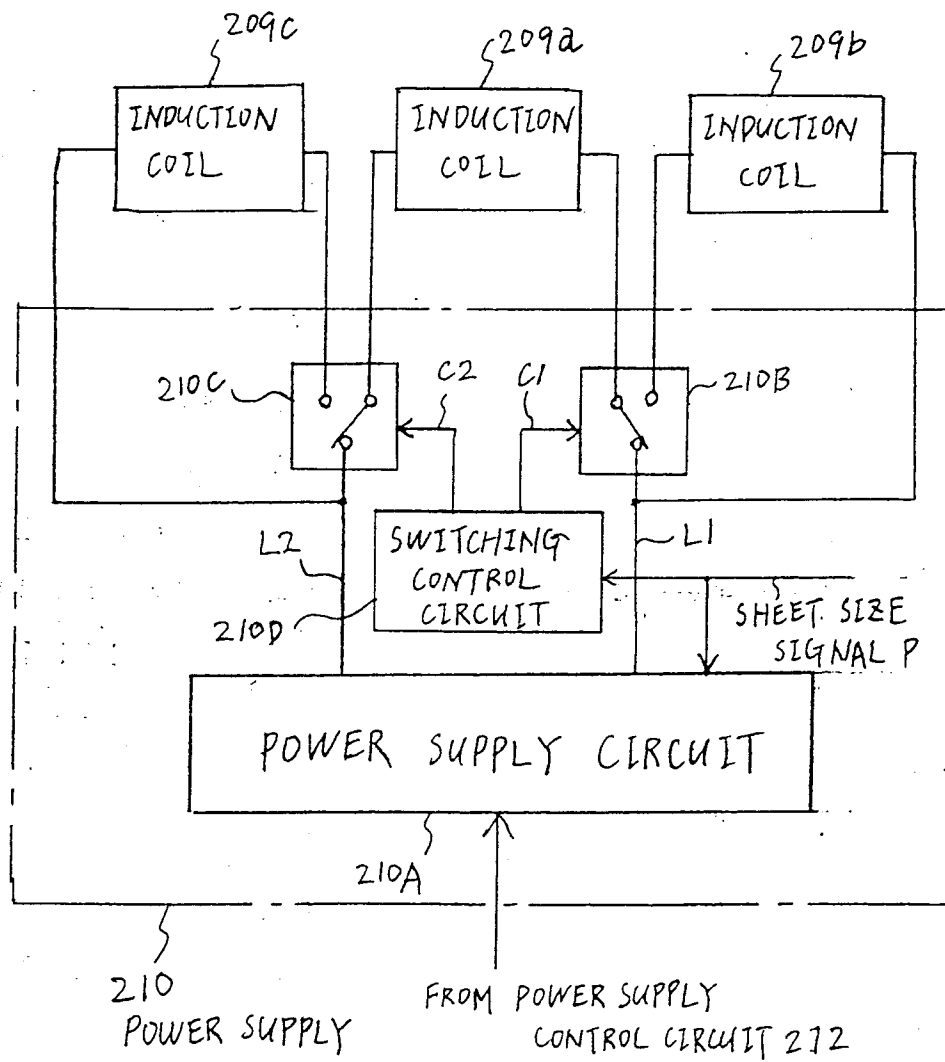 209c
209a
209b
INDUCTION
COIL
INDUCTION
COIL
INDUCTION
COIL
210C
C2
C1
210B
L2
SWITCHING
CONTROL
CIRCUIT
L1
210D
SHEET SIZE
SIGNAL P
POWER SUPPLY CIRCUIT
210A
210
POWER SUPPLY
FROM POWER SUPPLY
CONTROL CIRCUIT 212